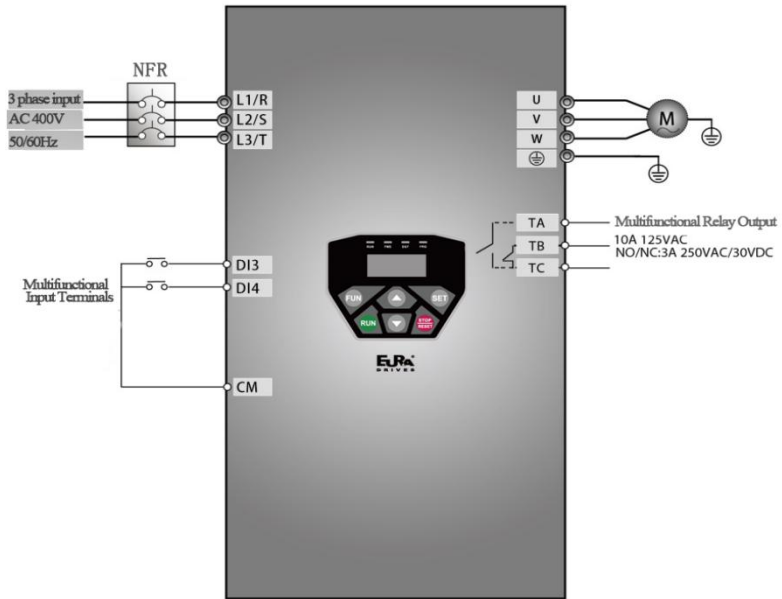 NFR
3 phase input
AC 400V
50/60Hz
L1/R
L2/S
L3/T
U
V
W
M
TA
TB
TC
Multifunctional Relay Output
10A 125VAC
NO/NC:3A 250VAC/30VDC
Multifunctional
Input Terminals
DI3
DI4
CM
FUN
SET
RUN
STOP
RESET
EURA
DRIVES